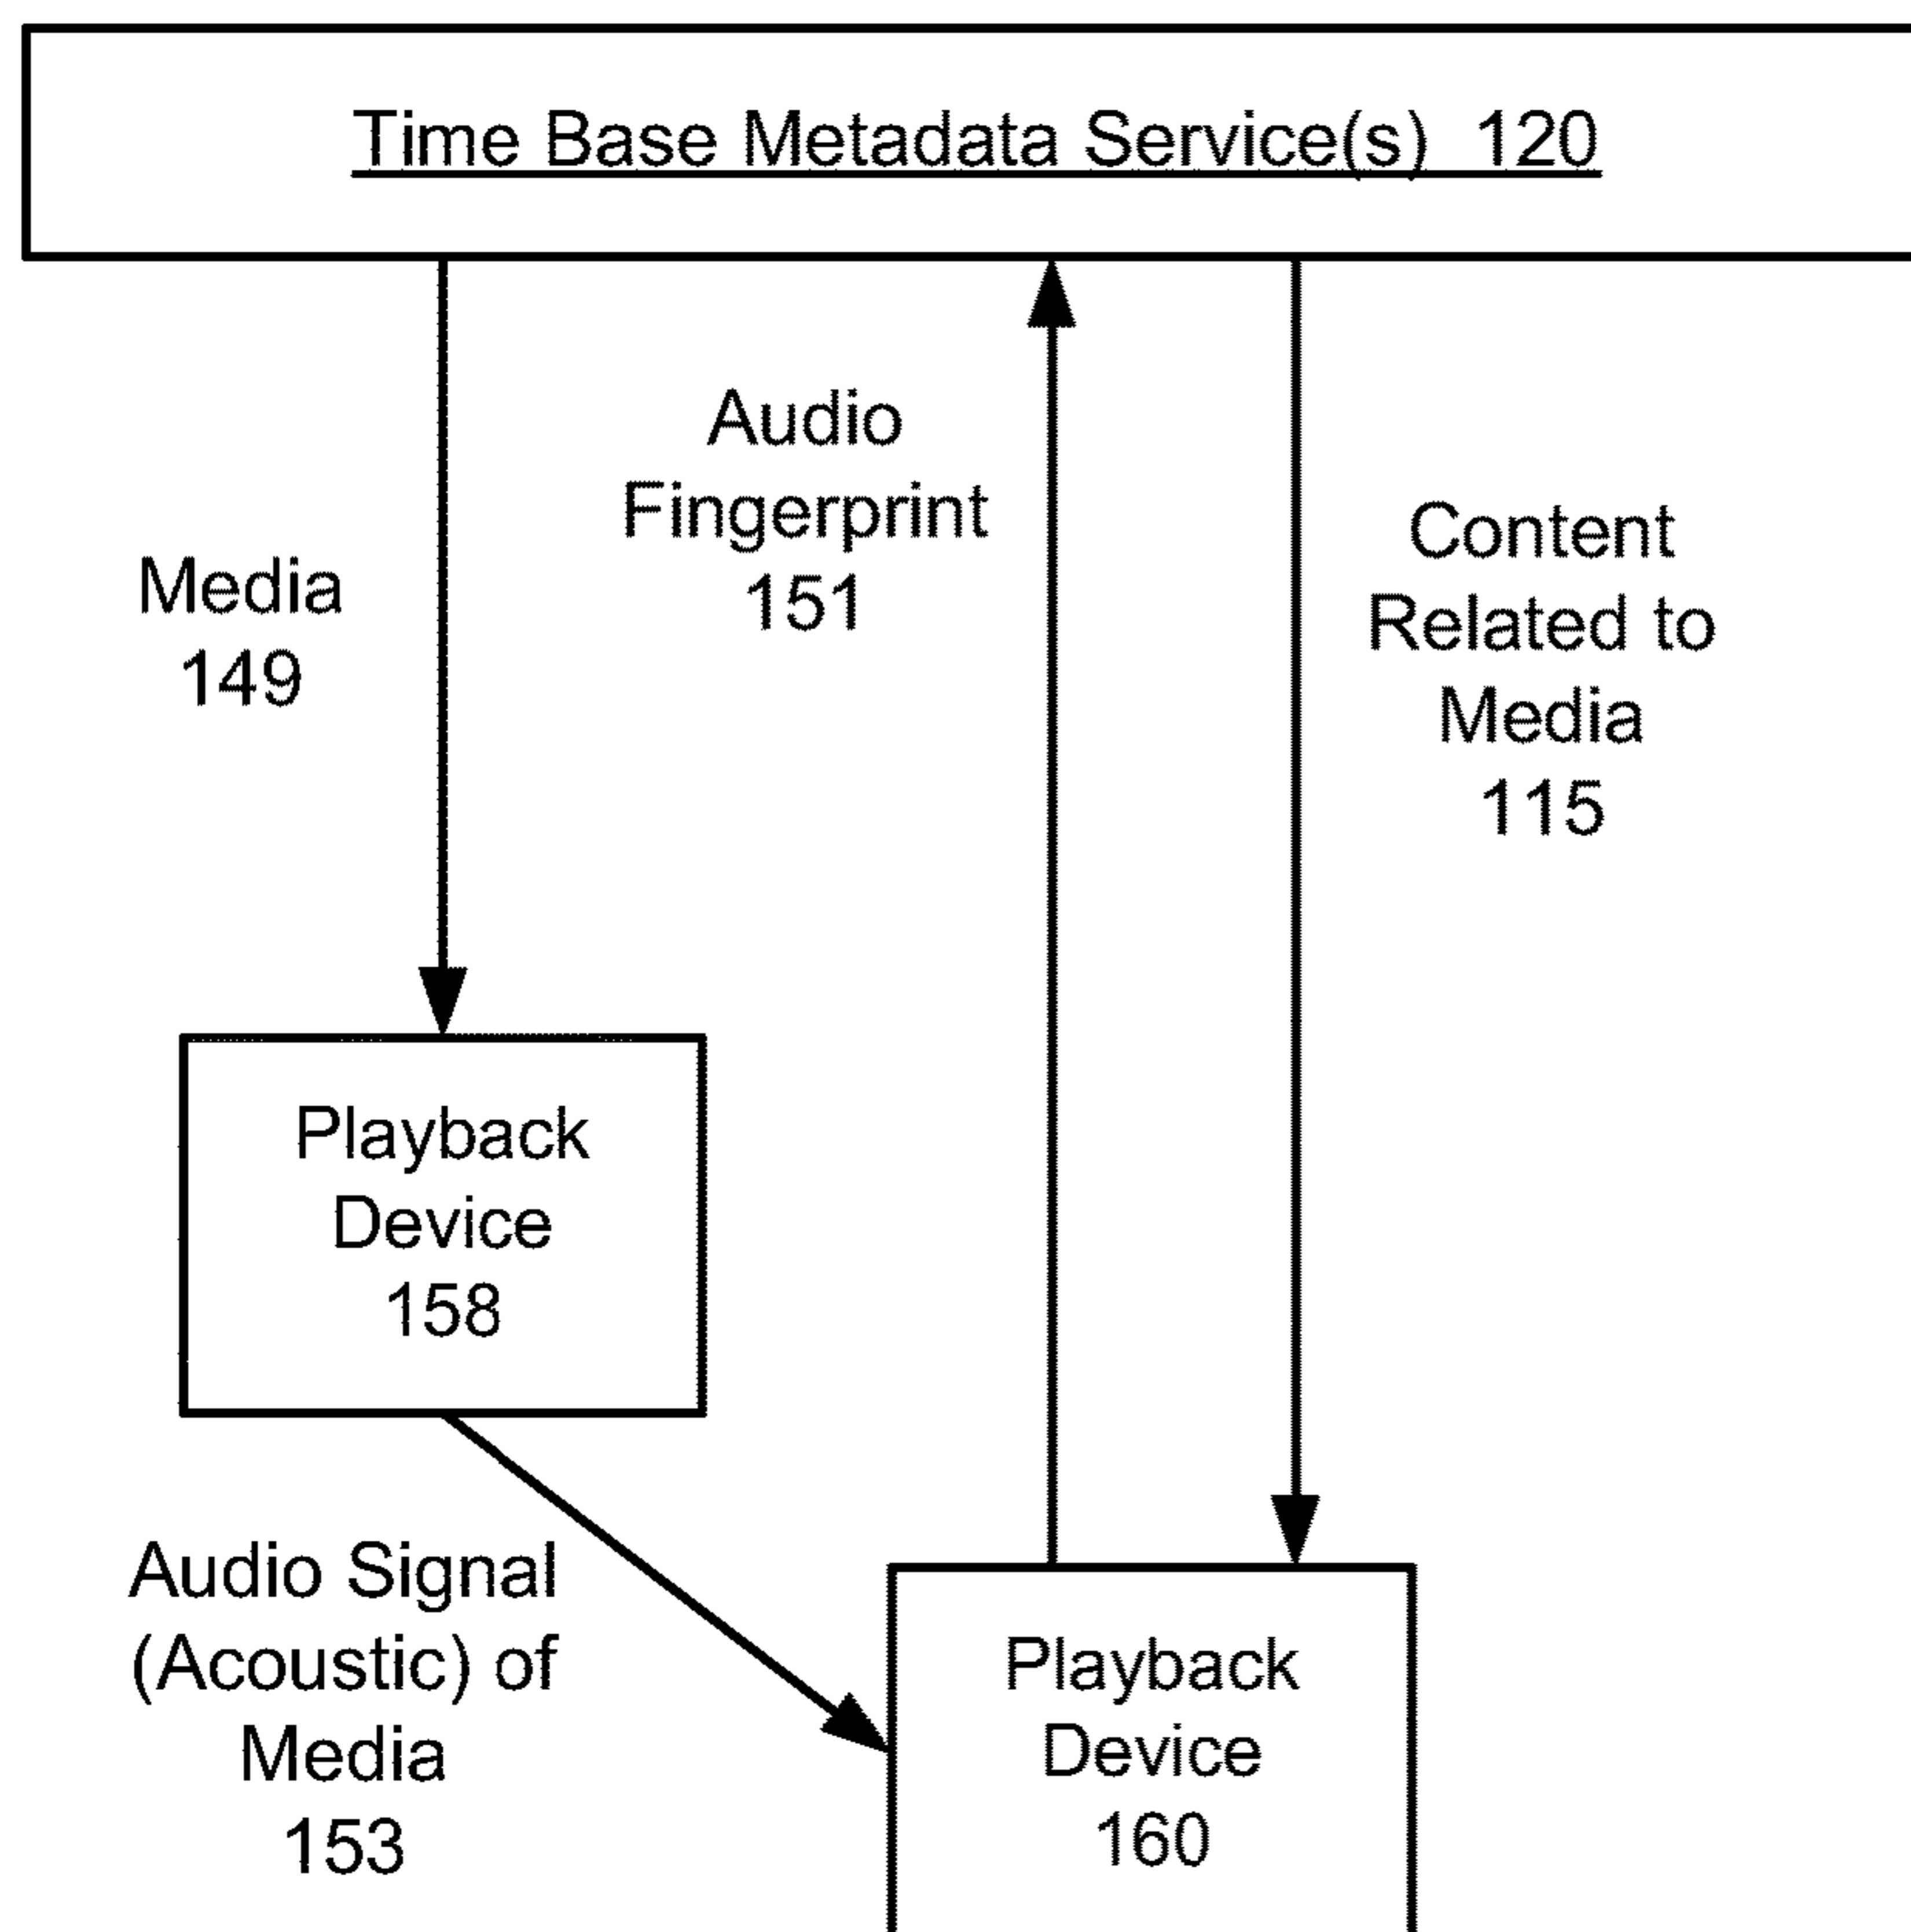 Time Base Metadata Service(s) 120
Audio
Fingerprint
151
Content
Related to
Media
115
Media
149
Playback
Device
158
Audio Signal
(Acoustic) of
Media
153
Playback
Device
160